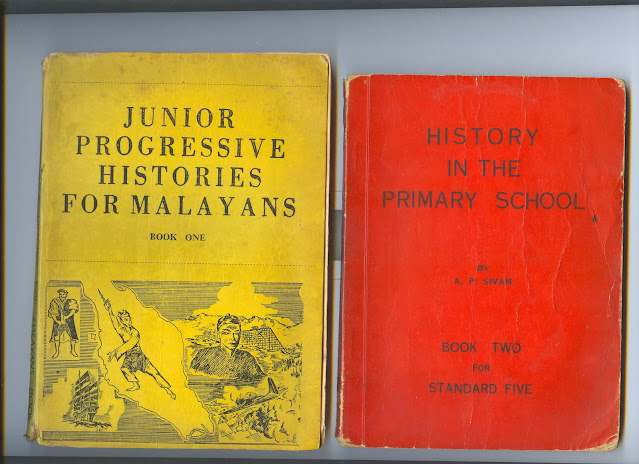 JUNIOR
PROGRESSIVE
HISTORIES
FOR MALAYANS
BOOK ONE
HISTORY
IN THE
PRIMARY SCHOOL
BY
A. P. SIVAM
BOOK TWO
FOR
STANDARD FIVE